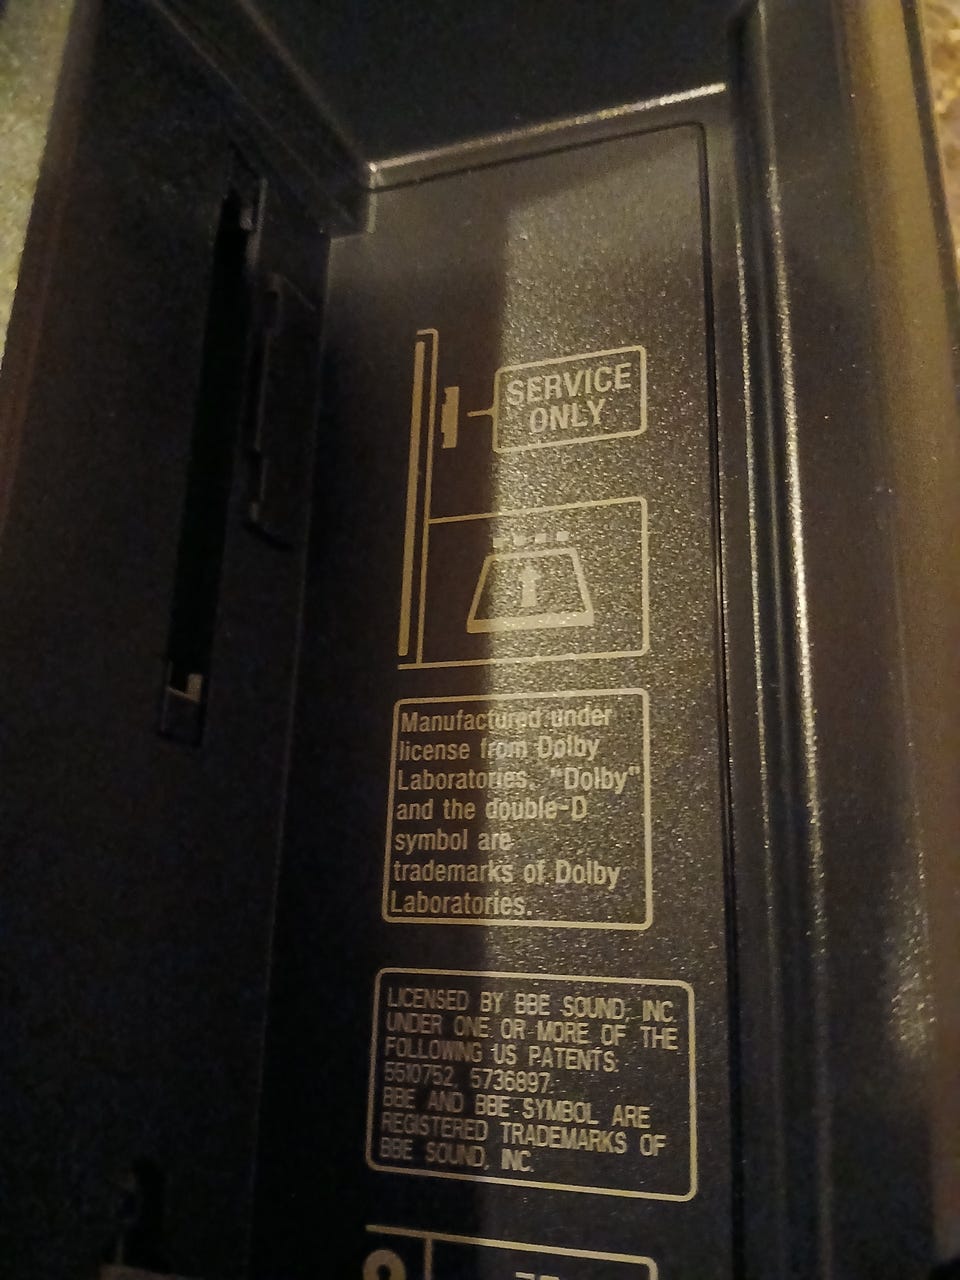 SERVICE
ONLY
Manufactured under
license from Dolby
Laboratories. "Dolby"
and the double-D
symbol are
trademarks of Dolby
Laboratories.
LICENSED BY BBE SOUND, INC.
UNDER ONE OR MORE OF THE
FOLLOWING US PATENTS:
5510752, 5736897.
BBE AND BBE SYMBOL ARE
REGISTERED TRADEMARKS OF
BBE SOUND, INC.